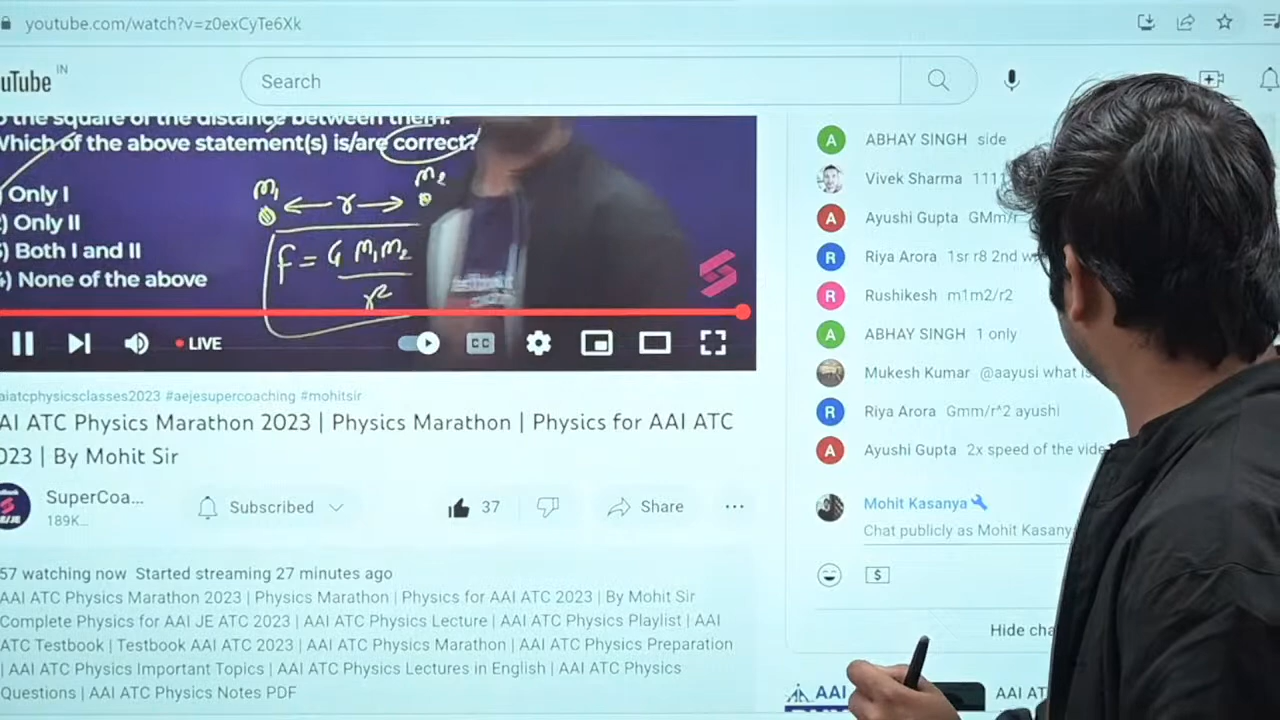 youtube.com/watch?v=z0exCyTe6Xk
uTube IN
Search
the square of the distance between them.
Which of the above statement(s) is/are correct?
Only I
) Only II
) Both I and II
) None of the above
m₁ r m₂
f = G m₁m₂
r²
LIVE
CC
aiatcphysicsclasses2023 #aejesupercoaching #mohitsir
AI ATC Physics Marathon 2023 | Physics Marathon | Physics for AAI ATC
023 | By Mohit Sir
SuperCoa...
189K...
Subscribed
37
Share
57 watching now Started streaming 27 minutes ago
AAI ATC Physics Marathon 2023 | Physics Marathon | Physics for AAI ATC 2023 | By Mohit Sir
Complete Physics for AAI JE ATC 2023 | AAI ATC Physics Lecture | AAI ATC Physics Playlist | AAI
ATC Testbook | Testbook AAI ATC 2023 | AAI ATC Physics Marathon | AAI ATC Physics Preparation
| AAI ATC Physics Important Topics | AAI ATC Physics Lectures in English | AAI ATC Physics
Questions | AAI ATC Physics Notes PDF
A ABHAY SINGH side
Vivek Sharma 1111
A Ayushi Gupta GMm/r
R Riya Arora 1sr r8 2nd w
R Rushikesh m1m2/r2
A ABHAY SINGH 1 only
Mukesh Kumar @aayusi what is
R Riya Arora Gmm/r^2 ayushi
A Ayushi Gupta 2x speed of the vide
Mohit Kasanya
Chat publicly as Mohit Kasany
$
Hide cha
AAI
AAI AT